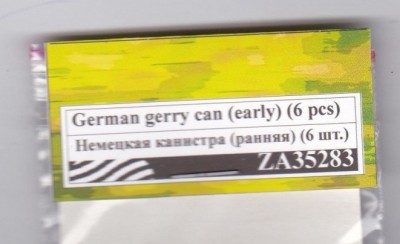 German gerry can (early) (6 pcs)
Немецкая канистра (ранняя) (6 шт.)
ZA35283